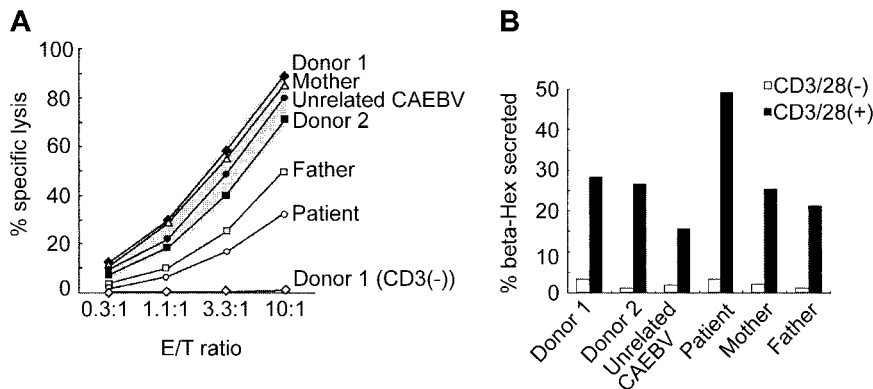 A
100
80
60
40
20
0
% specific lysis
0.3:1 1.1:1 3.3:1 10:1
E/T ratio
Donor 1
Mother
Unrelated CAEBV
Donor 2
Father
Patient
Donor 1 (CD3(-))
B
50
40
30
20
10
0
% beta-Hex secreted
CD3/28(-)
CD3/28(+)
Donor 1
Donor 2
Unrelated
CAEBV
Patient
Mother
Father